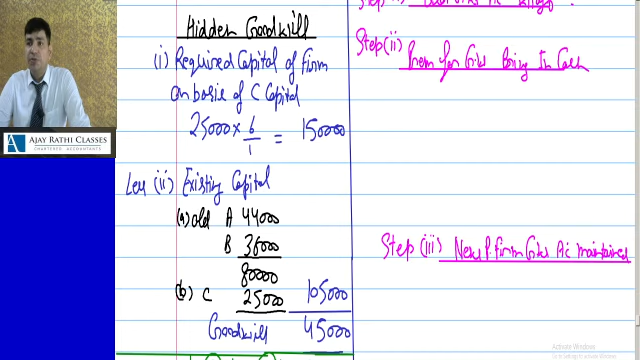 Step (i)
Hidden Goodwill
(i) Required Capital of firm
on basis of C Capital
25000 × 6/1 = 150000
Less (ii) Existing Capital
(a) old A 44000
B 36000
80000
(b) C 25000 105000
Goodwill 45000
Step (ii) Prem for G/w Bring In Cash
Step (iii) New P. firm G/w A/c maintained
AJAY RATHI CLASSES
CHARTERED ACCOUNTANTS
Activate Windows